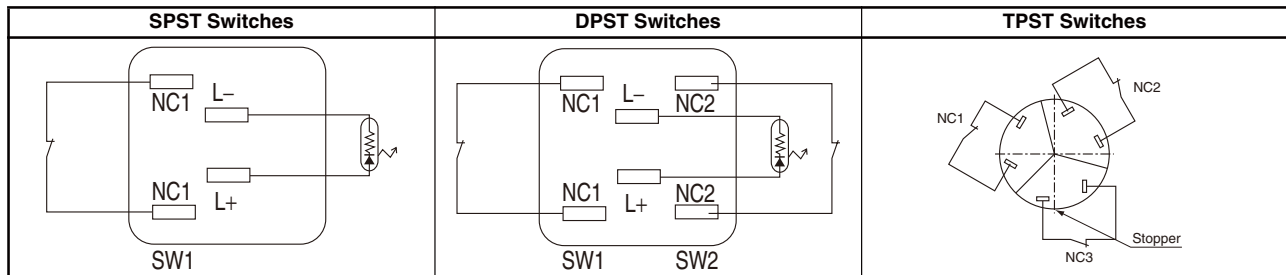 SPST Switches
DPST Switches
TPST Switches
NC1
L–
NC1
L+
SW1
NC1
L–
NC2
NC1
L+
NC2
SW1
SW2
NC2
NC1
Stopper
NC3